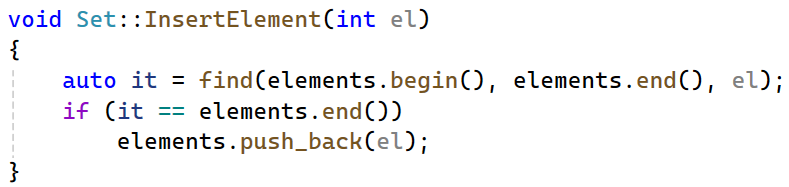 void Set::InsertElement(int el)
{
    auto it = find(elements.begin(), elements.end(), el);
    if (it == elements.end())
        elements.push_back(el);
}